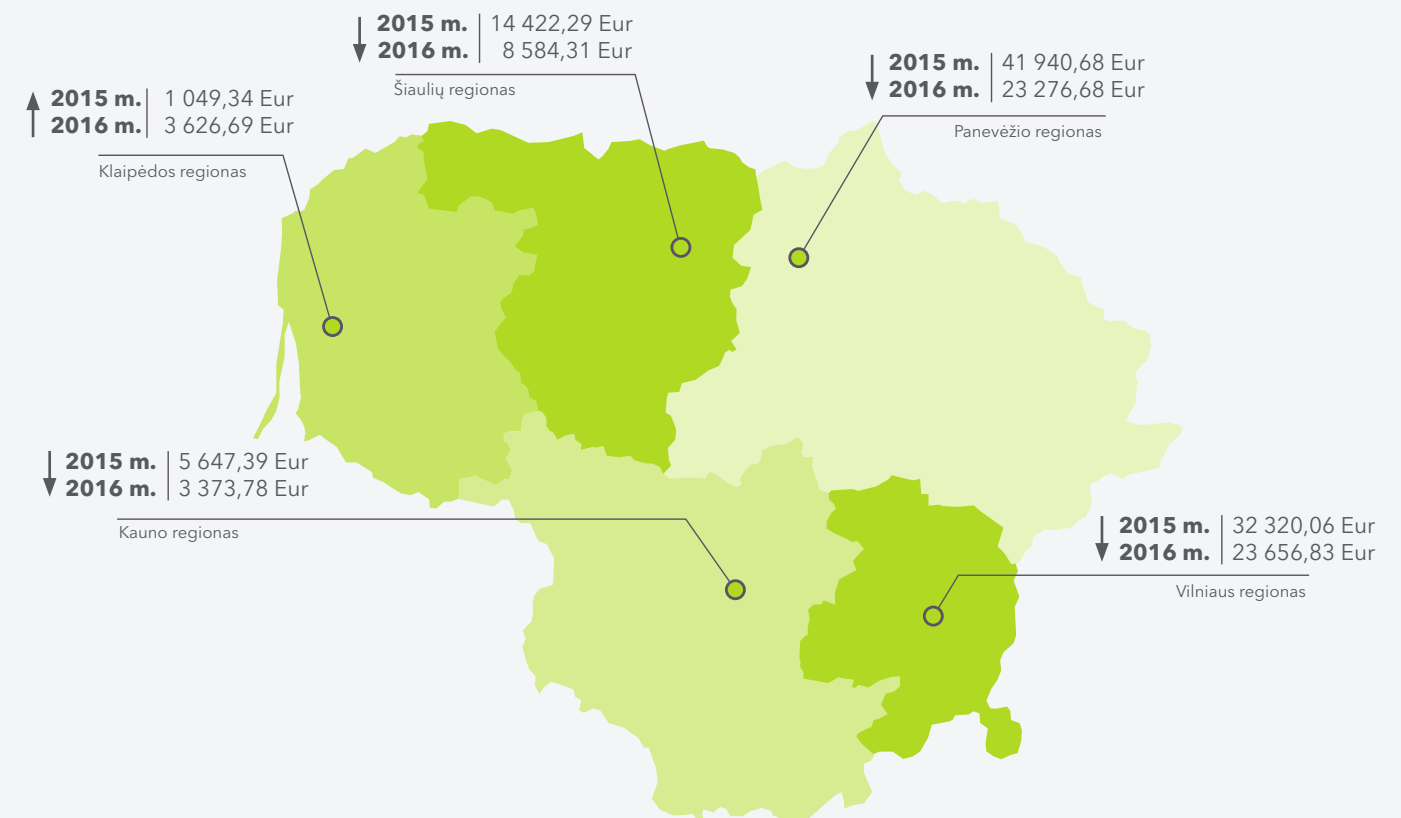 2015 m. 14 422,29 Eur
2016 m. 8 584,31 Eur
Šiaulių regionas
2015 m. 41 940,68 Eur
2016 m. 23 276,68 Eur
Panevėžio regionas
2015 m. 1 049,34 Eur
2016 m. 3 626,69 Eur
Klaipėdos regionas
2015 m. 5 647,39 Eur
2016 m. 3 373,78 Eur
Kauno regionas
2015 m. 32 320,06 Eur
2016 m. 23 656,83 Eur
Vilniaus regionas